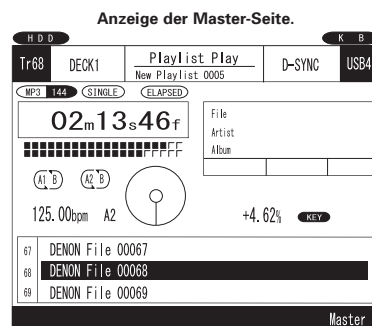 Anzeige der Master-Seite.
HDD
KB
Tr68
DECK1
Playlist Play
New Playlist 0005
D-SYNC
USB4
MP3 144 SINGLE ELAPSED
02m13s46f
File
Artist
Album
A1 B
A2 B
125.00bpm A2
+4.62% KEY
67 DENON File 00067
68 DENON File 00068
69 DENON File 00069
Master